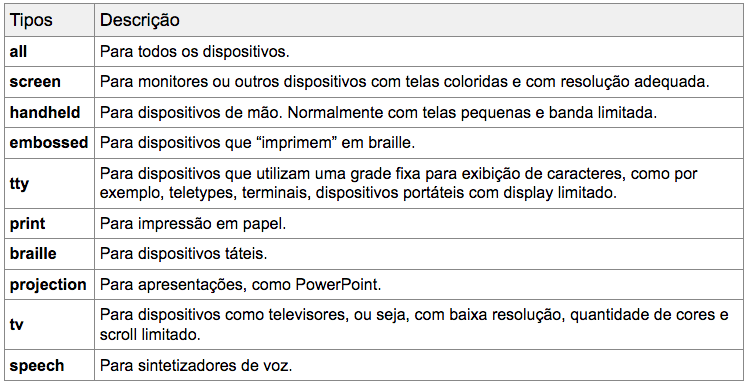 Tipos Descrição
all Para todos os dispositivos.
screen Para monitores ou outros dispositivos com telas coloridas e com resolução adequada.
handheld Para dispositivos de mão. Normalmente com telas pequenas e banda limitada.
embossed Para dispositivos que “imprimem” em braille.
tty Para dispositivos que utilizam uma grade fixa para exibição de caracteres, como por
exemplo, teletypes, terminais, dispositivos portáteis com display limitado.
print Para impressão em papel.
braille Para dispositivos táteis.
projection Para apresentações, como PowerPoint.
tv Para dispositivos como televisores, ou seja, com baixa resolução, quantidade de cores e
scroll limitado.
speech Para sintetizadores de voz.